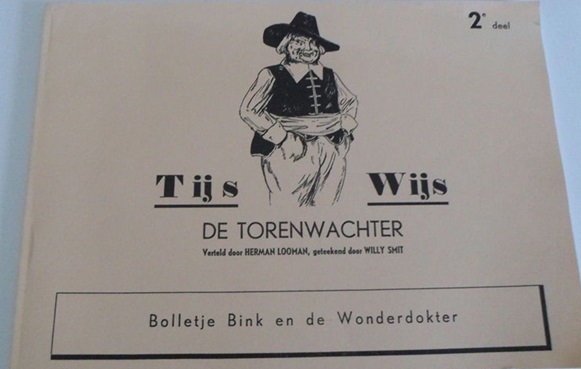 2e deel
Tijs Wijs
DE TORENWACHTER
Verteld door HERMAN LOOMAN, geteekend door WILLY SMIT
Bolletje Bink en de Wonderdokter